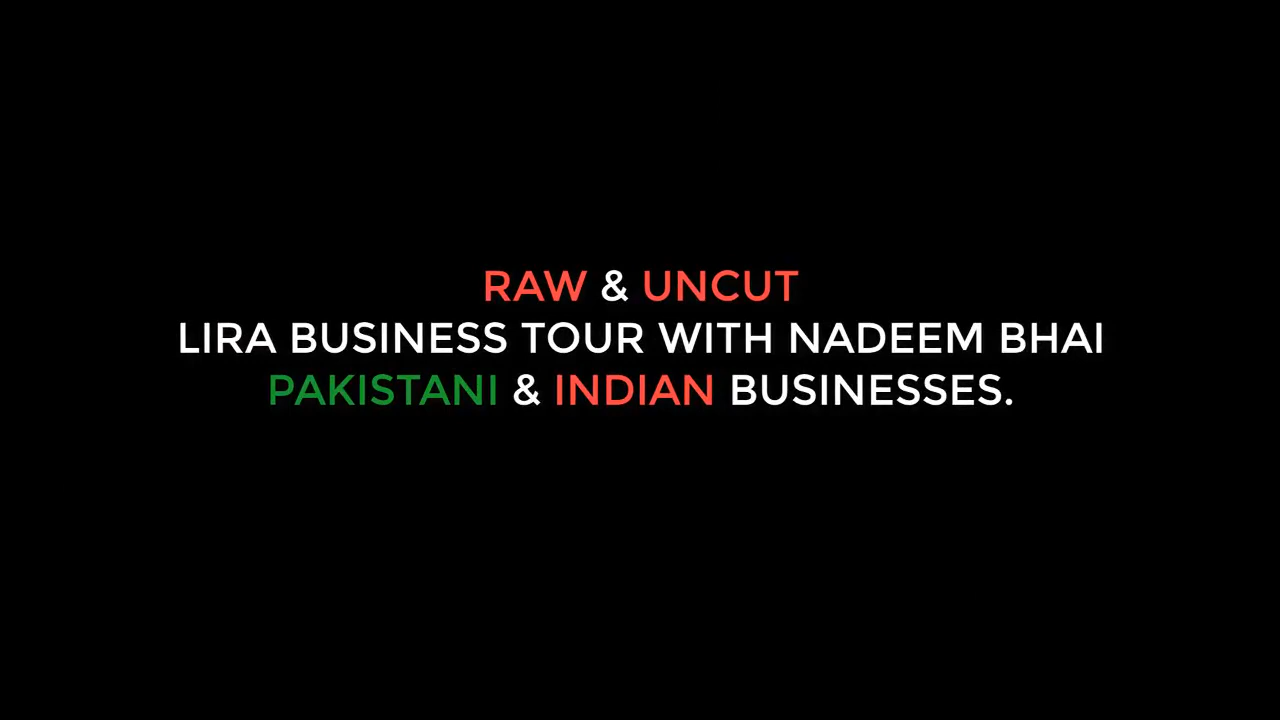 RAW & UNCUT
LIRA BUSINESS TOUR WITH NADEEM BHAI
PAKISTANI & INDIAN BUSINESSES.